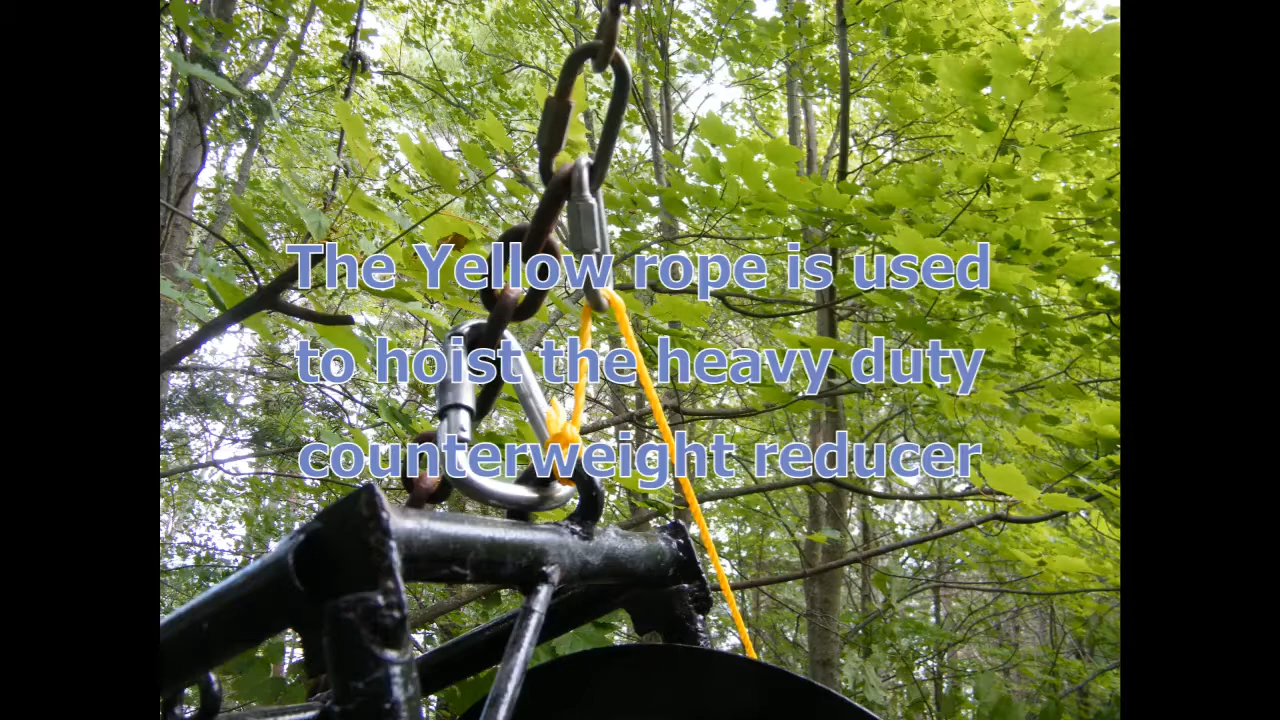 The Yellow rope is used
to hoist the heavy duty
counterweight reducer